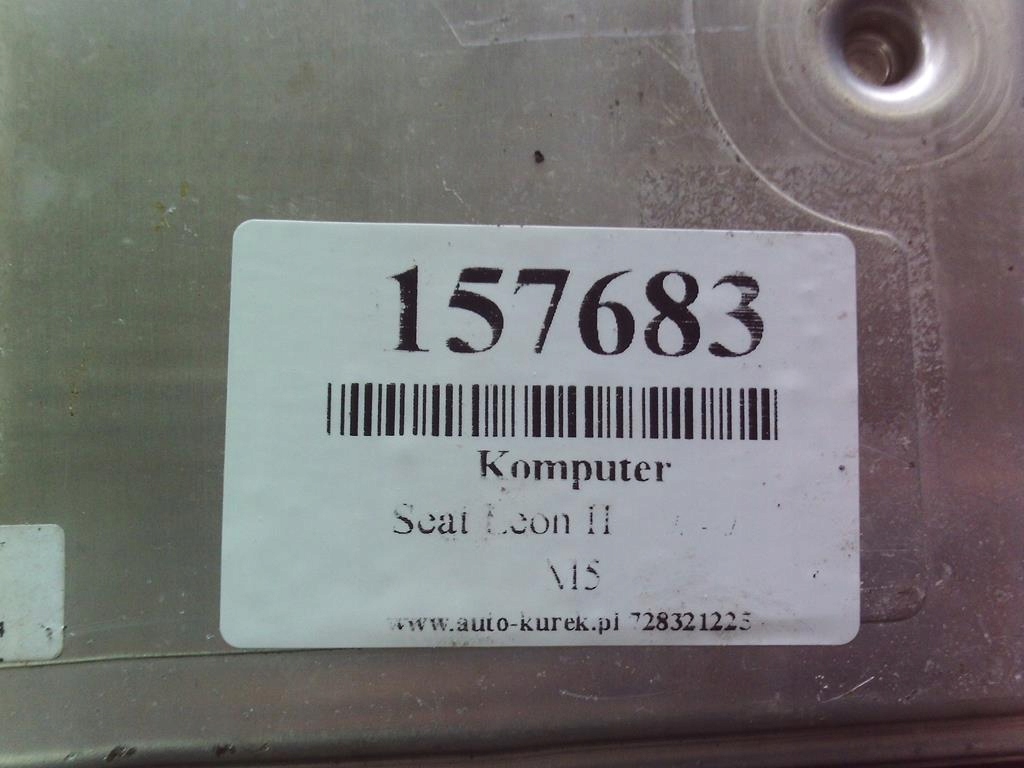 157683
Komputer
Seat Leon II
M5
www.auto-kurek.pl 728321225